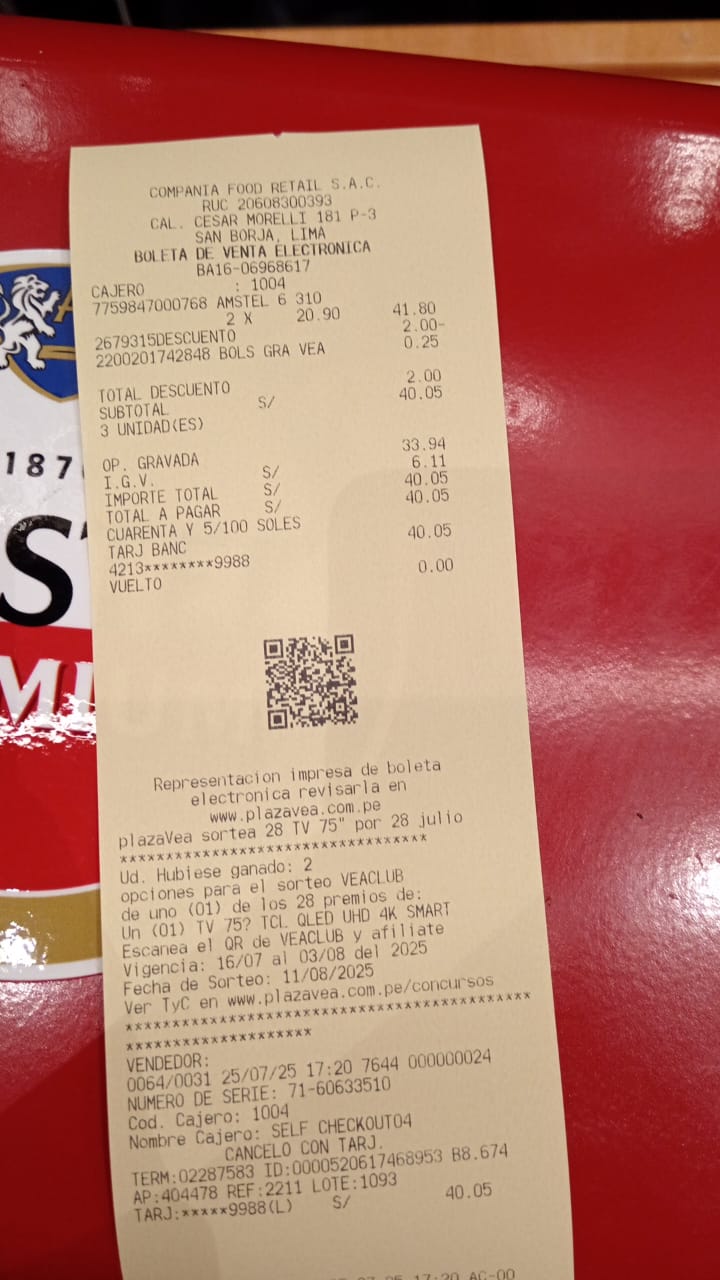 COMPANIA FOOD RETAIL S.A.C.
RUC 20608300393
CAL. CESAR MORELLI 181 P-3
SAN BORJA, LIMA
BOLETA DE VENTA ELECTRONICA
BA16-06968617
CAJERO : 1004
7759847000768 AMSTEL 6 310
2 X 20.90 41.80
2679315DESCUENTO 2.00-
2200201742848 BOLS GRA VEA 0.25
TOTAL DESCUENTO 2.00
SUBTOTAL S/ 40.05
3 UNIDAD(ES)
OP. GRAVADA 33.94
I.G.V. S/ 6.11
IMPORTE TOTAL S/ 40.05
TOTAL A PAGAR S/ 40.05
CUARENTA Y 5/100 SOLES
TARJ BANC 40.05
4213********9988
VUELTO 0.00
Representacion impresa de boleta
electronica revisarla en
www.plazavea.com.pe
plazaVea sortea 28 TV 75" por 28 julio
********************************
Ud. Hubiese ganado: 2
opciones para el sorteo VEACLUB
de uno (01) de los 28 premios de:
Un (01) TV 75? TCL QLED UHD 4K SMART
Escanea el QR de VEACLUB y afiliate
Vigencia: 16/07 al 03/08 del 2025
Fecha de Sorteo: 11/08/2025
Ver TyC en www.plazavea.com.pe/concursos
******************************************
*******************
VENDEDOR:
0064/0031 25/07/25 17:20 7644 000000024
NUMERO DE SERIE: 71-60633510
Cod. Cajero: 1004
Nombre Cajero: SELF CHECKOUT04
CANCELO CON TARJ.
TERM:02287583 ID:0000520617468953 B8.674
AP:404478 REF:2211 LOTE:1093
TARJ:*****9988(L) S/ 40.05
17:20 AC-00
187
ST
MI